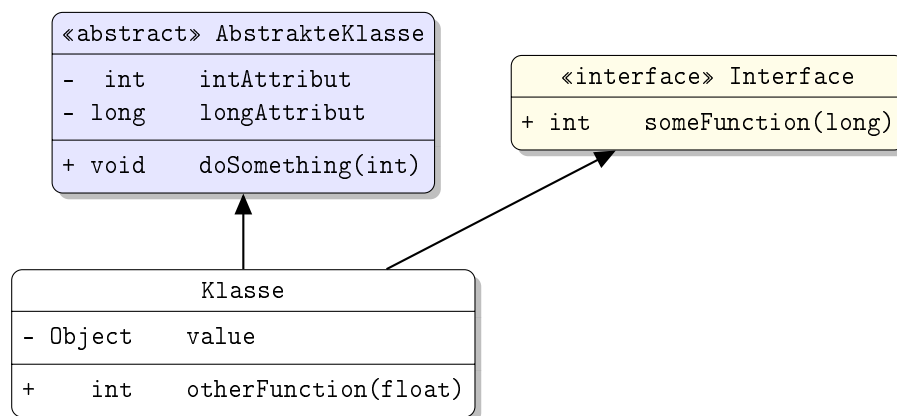 «abstract» AbstrakteKlasse
- int intAttribut
- long longAttribut
+ void doSomething(int)
«interface» Interface
+ int someFunction(long)
Klasse
- Object value
+ int otherFunction(float)